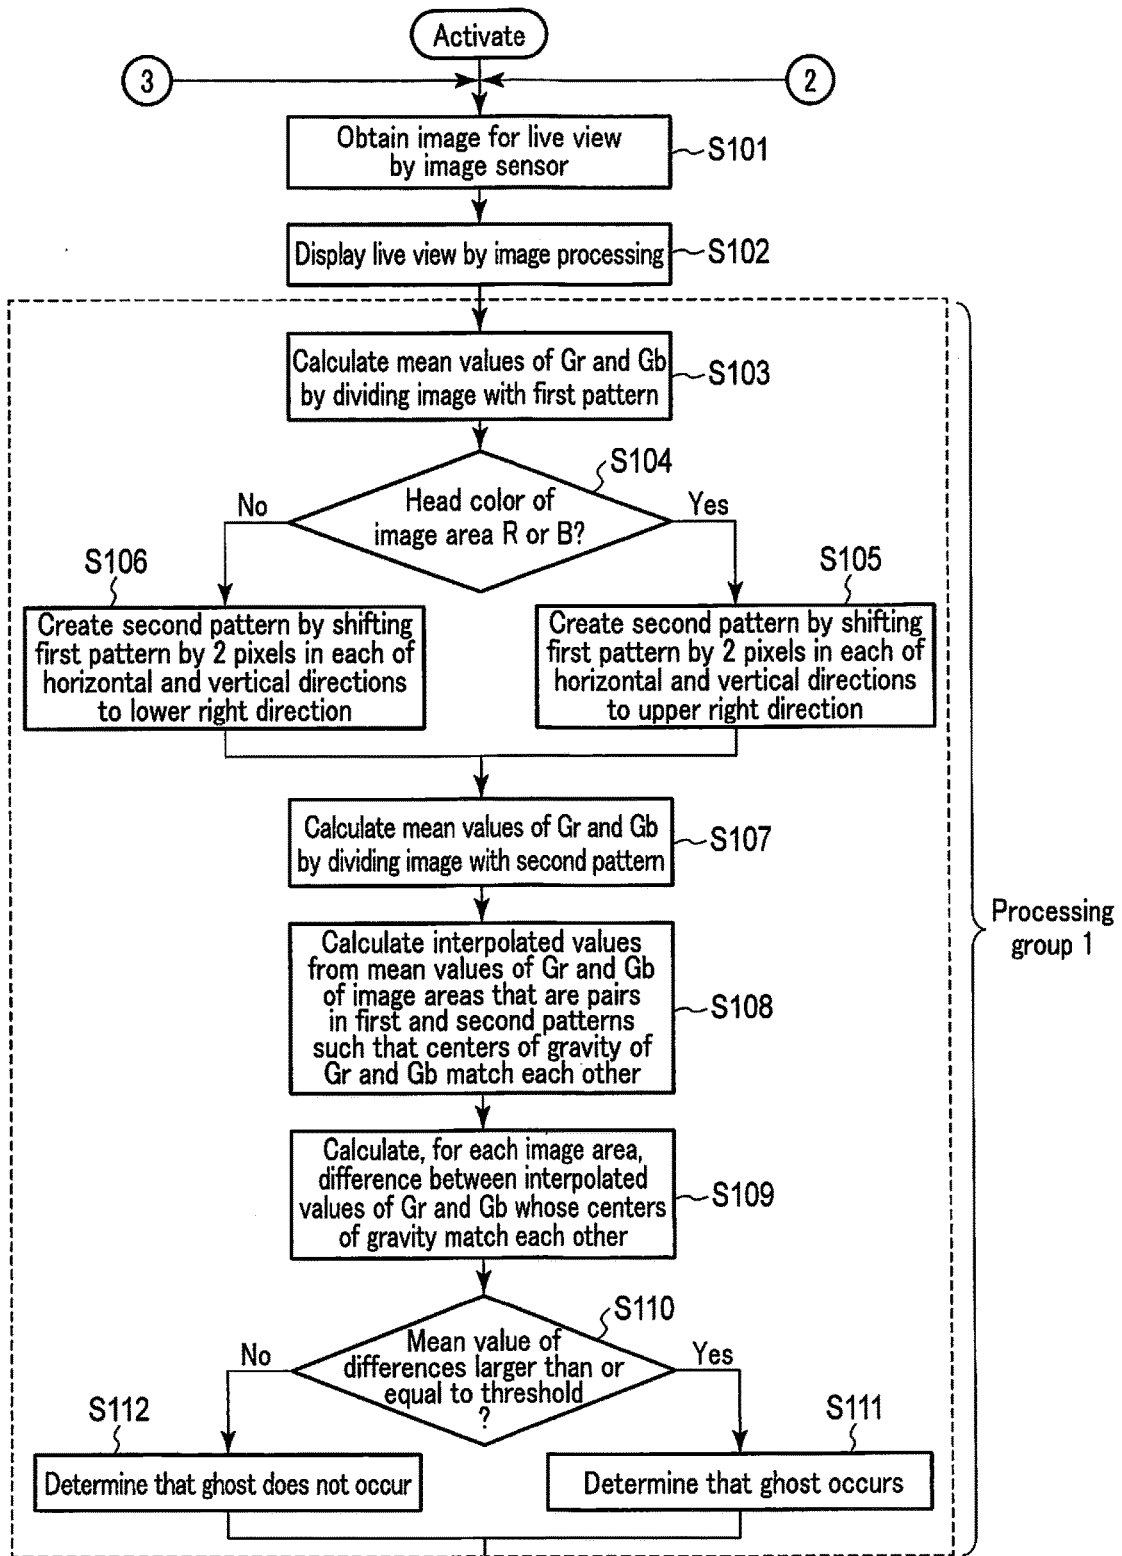 Activate
3
2
Obtain image for live view
by image sensor
S101
Display live view by image processing
S102
Calculate mean values of Gr and Gb
by dividing image with first pattern
S103
S104
Head color of
image area R or B?
No
Yes
S106
S105
Create second pattern by shifting
first pattern by 2 pixels in each of
horizontal and vertical directions
to lower right direction
Create second pattern by shifting
first pattern by 2 pixels in each of
horizontal and vertical directions
to upper right direction
Calculate mean values of Gr and Gb
by dividing image with second pattern
S107
Processing
group 1
Calculate interpolated values
from mean values of Gr and Gb
of image areas that are pairs
in first and second patterns
such that centers of gravity of
Gr and Gb match each other
S108
Calculate, for each image area,
difference between interpolated
values of Gr and Gb whose centers
of gravity match each other
S109
S110
Mean value of
differences larger than or
equal to threshold
?
No
Yes
S112
S111
Determine that ghost does not occur
Determine that ghost occurs